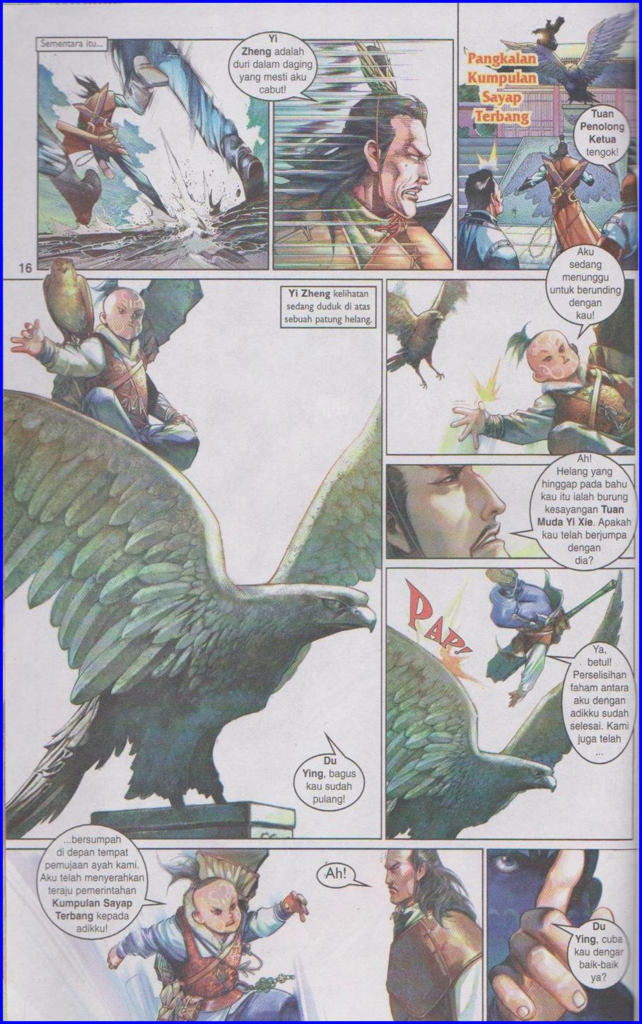 Sementara itu...
Yi
Zheng adalah
duri dalam daging
yang mesti aku
cabut!
Pangkalan
Kumpulan
Sayap
Terbang
Tuan
Penolong
Ketua
tengok!
16
Yi Zheng kelihatan
sedang duduk di atas
sebuah patung helang.
Aku
sedang
menunggu
untuk berunding
dengan
kau!
Du
Ying, bagus
kau sudah
pulang!
Ah!
Helang yang
hinggap pada bahu
kau itu ialah burung
kesayangan Tuan
Muda Yi Xie. Apakah
kau telah berjumpa
dengan
dia?
PAP!
Ya,
betul!
Perselisihan
faham antara
aku dengan
adikku sudah
selesai. Kami
juga telah
...
...bersumpah
di depan tempat
pemujaan ayah kami.
Aku telah menyerahkan
teraju pemerintahan
Kumpulan Sayap
Terbang kepada
adikku!
Ah!
Du
Ying, cuba
kau dengar
baik-baik
ya?